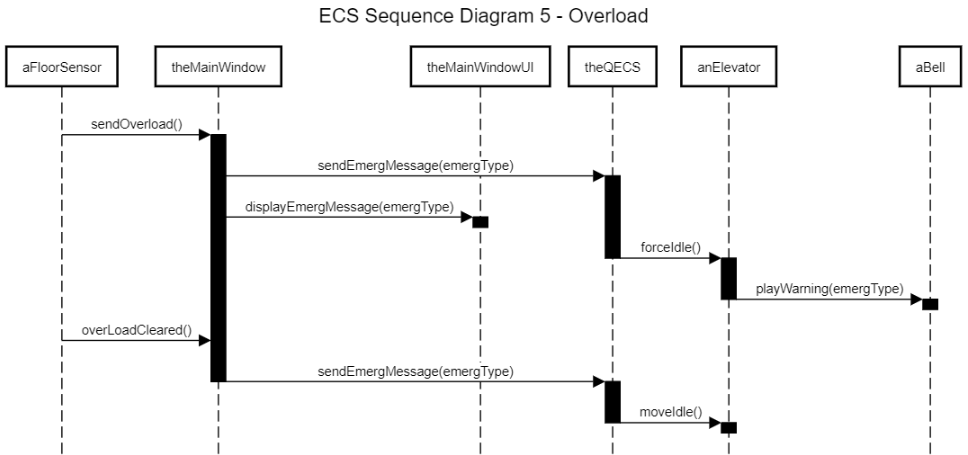 ECS Sequence Diagram 5 - Overload
aFloorSensor
theMainWindow
theMainWindowUI
theQECS
anElevator
aBell
sendOverload()
sendEmergMessage(emergType)
displayEmergMessage(emergType)
forceIdle()
playWarning(emergType)
overLoadCleared()
sendEmergMessage(emergType)
moveIdle()